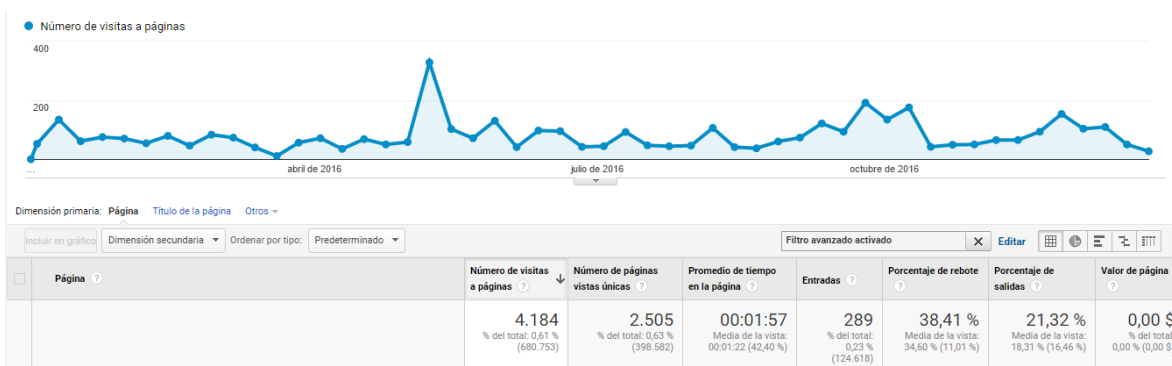 Número de visitas a páginas
400
200
...
abril de 2016
julio de 2016
octubre de 2016
Dimensión primaria: Página Título de la página Otros
Incluir en gráfico Dimensión secundaria Ordenar por tipo: Predeterminado Filtro avanzado activado X Editar
Página ? Número de visitas a páginas ? Número de páginas vistas únicas ? Promedio de tiempo en la página ? Entradas ? Porcentaje de rebote ? Porcentaje de salidas ? Valor de página ?
4.184 2.505 00:01:57 289 38,41 % 21,32 % 0,00 $
% del total: 0,61 % (680.753)
% del total: 0,63 % (398.582)
Media de la vista: 00:01:22 (42,40 %)
% del total: 0,23 % (124.618)
Media de la vista: 34,60 % (11,01 %)
Media de la vista: 18,31 % (16,46 %)
% del total 0,00 % (0,00 $